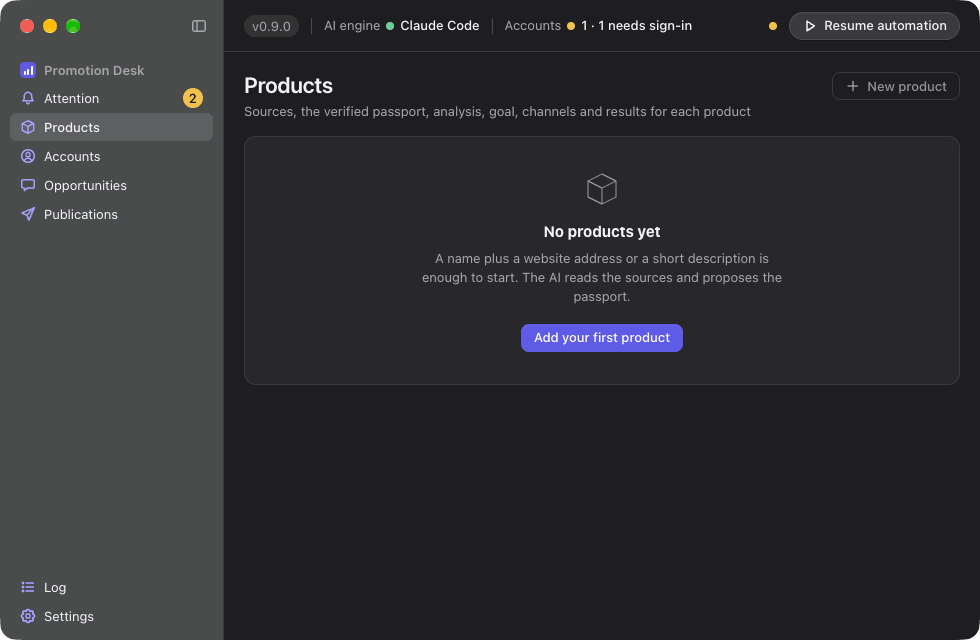 Promotion Desk
Attention
2
Products
Accounts
Opportunities
Publications
Log
Settings
v0.9.0
AI engine Claude Code
Accounts 1 · 1 needs sign-in
Resume automation
Products
New product
Sources, the verified passport, analysis, goal, channels and results for each product
No products yet
A name plus a website address or a short description is
enough to start. The AI reads the sources and proposes the
passport.
Add your first product